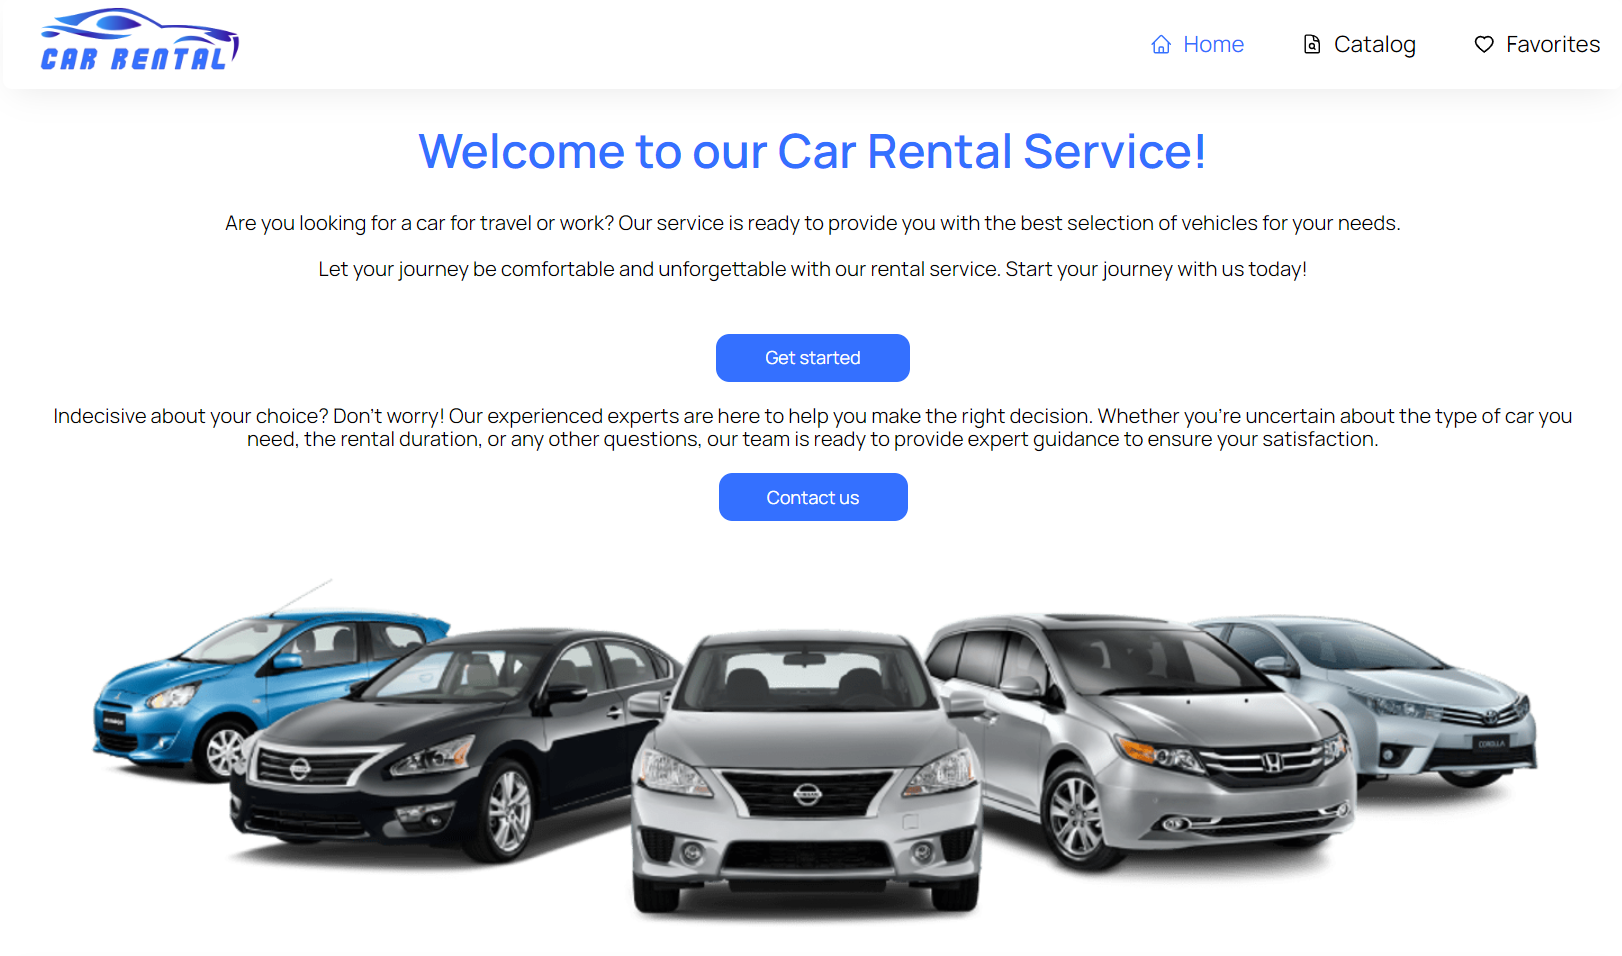 CAR RENTAL
Home
Catalog
Favorites
Welcome to our Car Rental Service!
Are you looking for a car for travel or work? Our service is ready to provide you with the best selection of vehicles for your needs.
Let your journey be comfortable and unforgettable with our rental service. Start your journey with us today!
Get started
Indecisive about your choice? Don't worry! Our experienced experts are here to help you make the right decision. Whether you're uncertain about the type of car you
need, the rental duration, or any other questions, our team is ready to provide expert guidance to ensure your satisfaction.
Contact us
NISSAN
COROLLA